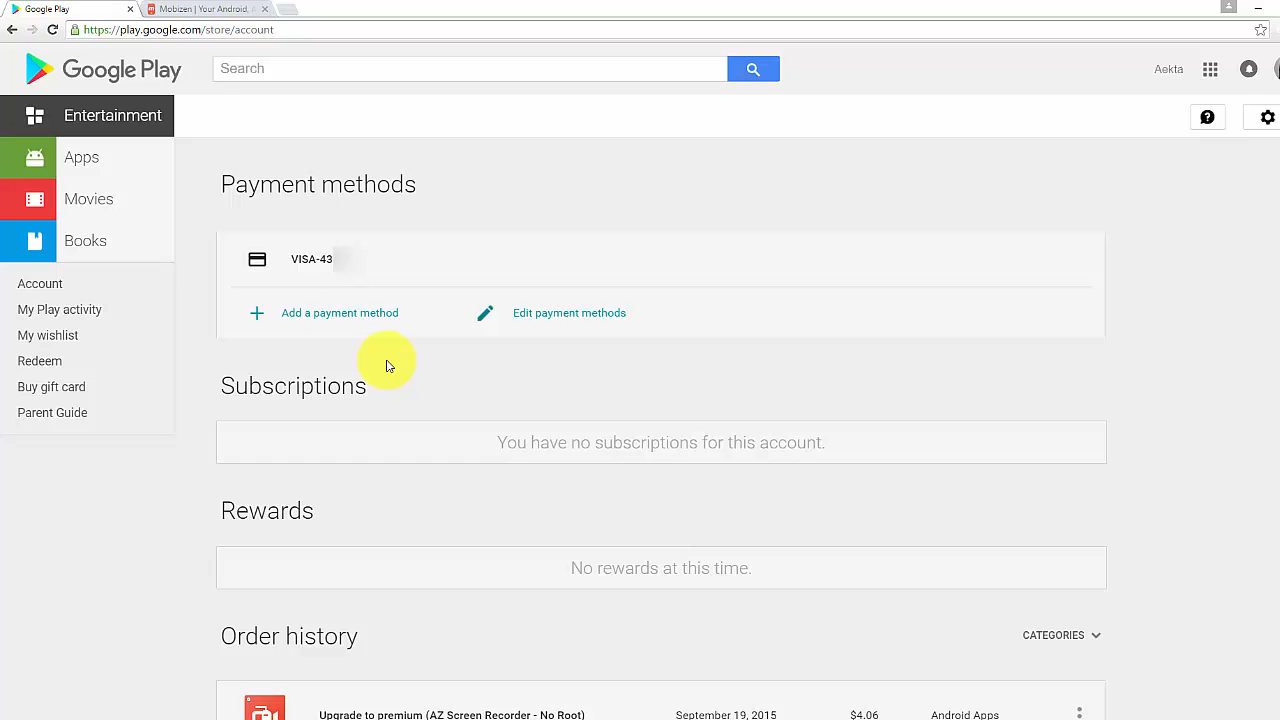 Google Play
Mobizen | Your Android, A
https://play.google.com/store/account
Google Play
Search
Aekta
Entertainment
Apps
Movies
Books
Account
My Play activity
My wishlist
Redeem
Buy gift card
Parent Guide
Payment methods
VISA-43
Add a payment method
Edit payment methods
Subscriptions
You have no subscriptions for this account.
Rewards
No rewards at this time.
Order history
CATEGORIES
Upgrade to premium (AZ Screen Recorder - No Root)
September 19, 2015
$4.06
Android Apps